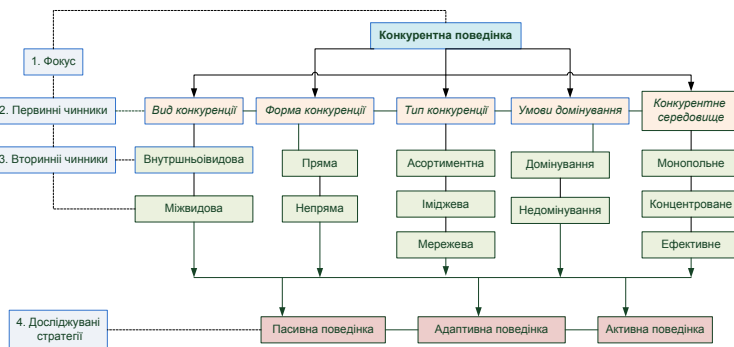 Конкурентна поведінка
1. Фокус
2. Первинні чинники
Вид конкуренції
Форма конкуренції
Тип конкуренції
Умови домінування
Конкурентне
середовище
3. Вторинніі чинники
Внутршньоівидова
Пряма
Асортиментна
Домінування
Монопольне
Міжвидова
Непряма
Іміджева
Недомінування
Концентроване
Мережева
Ефективне
4. Досліджувані
стратегії
Пасивна поведінка
Адаптивна поведінка
Активна поведінка